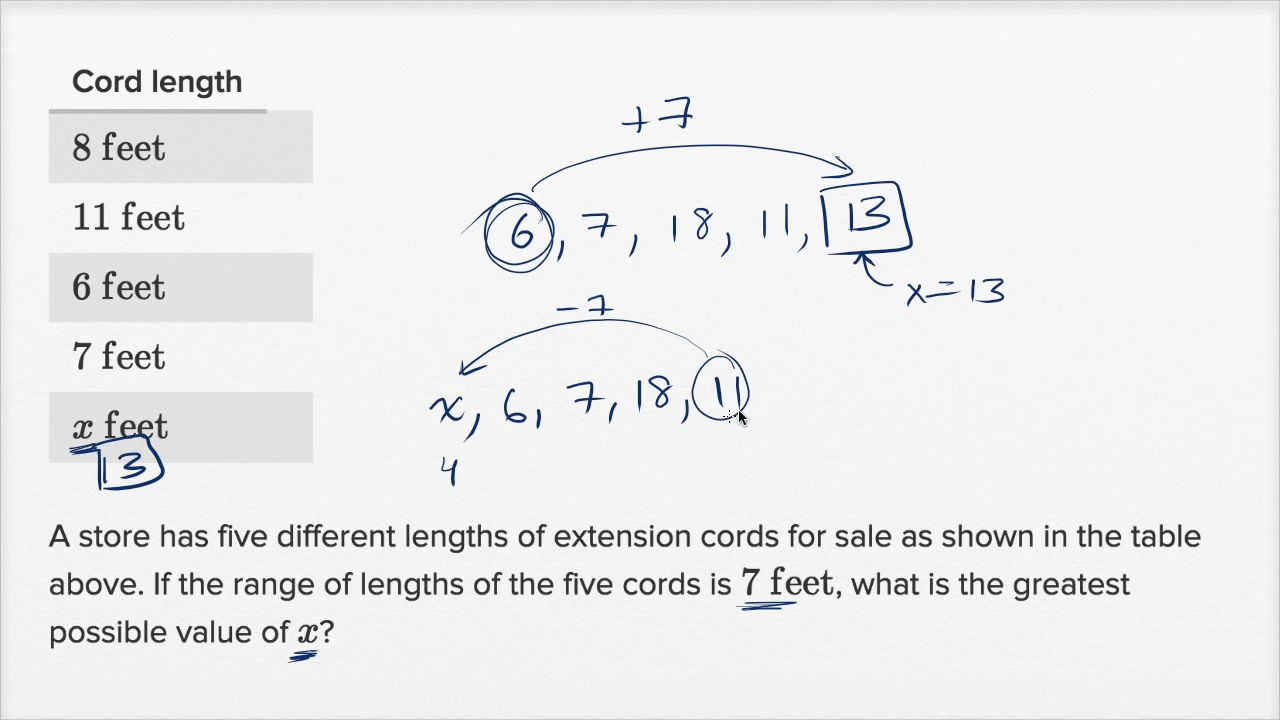 Cord length
8 feet
11 feet
6 feet
7 feet
x feet
13
+7
6, 7, 18, 11, 13
x=13
-7
x, 6, 7, 18, 11
4
A store has five different lengths of extension cords for sale as shown in the table
above. If the range of lengths of the five cords is 7 feet, what is the greatest
possible value of x?